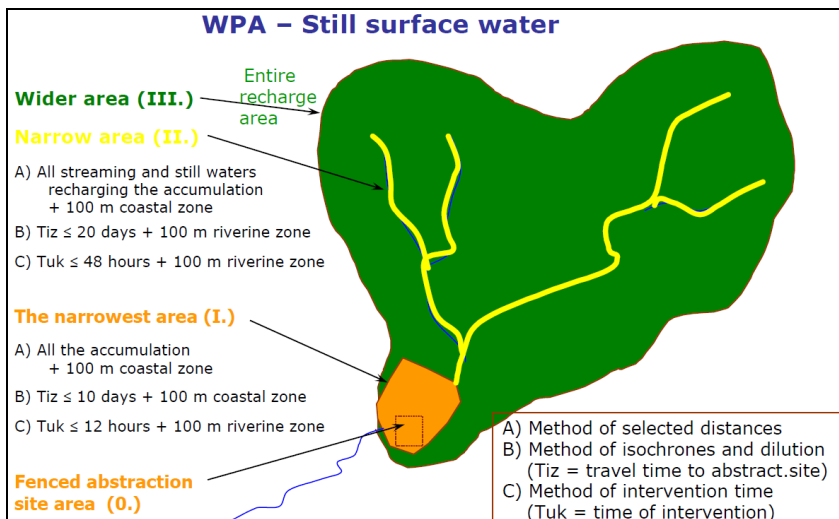 WPA – Still surface water
Entire
recharge
area
Wider area (III.)
Narrow area (II.)
A) All streaming and still waters
recharging the accumulation
+ 100 m coastal zone
B) Tiz ≤ 20 days + 100 m riverine zone
C) Tuk ≤ 48 hours + 100 m riverine zone
The narrowest area (I.)
A) All the accumulation
+ 100 m coastal zone
B) Tiz ≤ 10 days + 100 m coastal zone
C) Tuk ≤ 12 hours + 100 m riverine zone
Fenced abstraction
site area (0.)
A) Method of selected distances
B) Method of isochrones and dilution
(Tiz = travel time to abstract.site)
C) Method of intervention time
(Tuk = time of intervention)